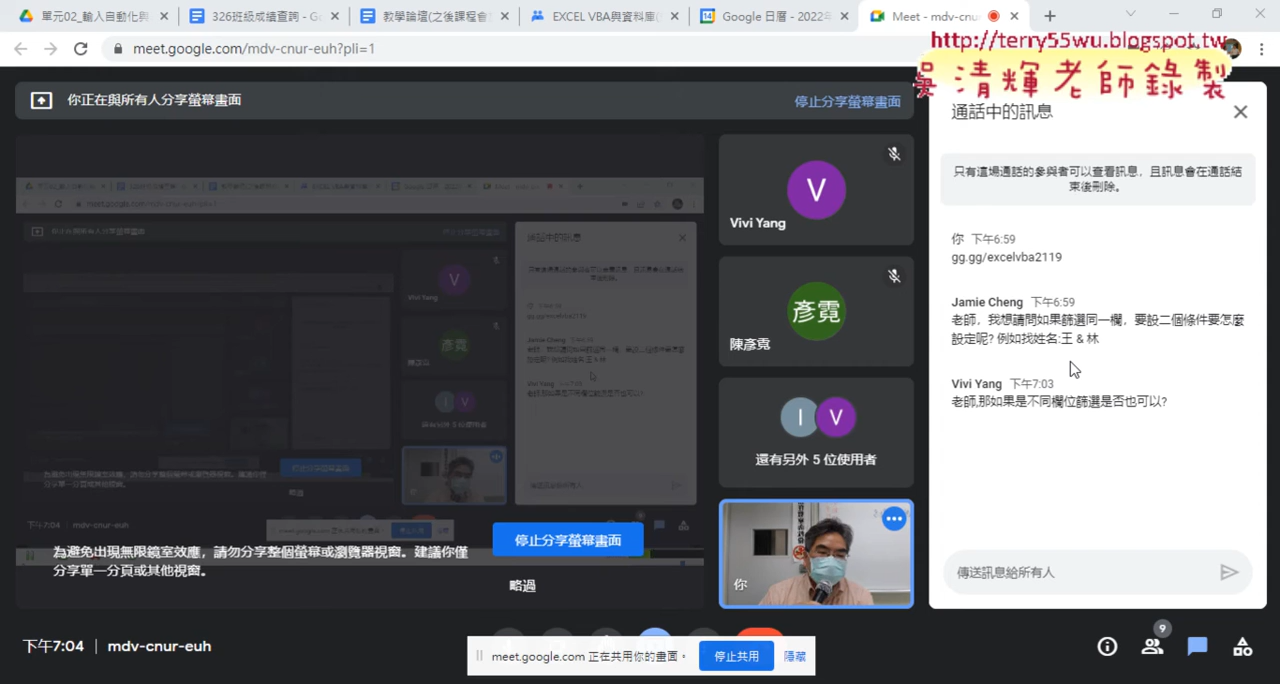 單元02_輸入自動化與
326班級成績查詢 - Go
教學論壇(之後課程會
EXCEL VBA與資料庫(
Google 日曆 - 2022年
Meet - mdv-cnur
meet.google.com/mdv-cnur-euh?pli=1
http://terry55wu.blogspot.tw
吳清輝老師錄製
你正在與所有人分享螢幕畫面
停止分享螢幕畫面
通話中的訊息
只有這場通話的參與者可以查看訊息，且訊息會在通話結
束後刪除。
你 下午6:59
gg.gg/excelvba2119
Jamie Cheng 下午6:59
老師，我想請問如果篩選同一欄，要設二個條件要怎麼
設定呢? 例如找姓名:王 & 林
Vivi Yang 下午7:03
老師,那如果是不同欄位篩選是否也可以?
傳送訊息給所有人
V
Vivi Yang
彥霓
陳彥霓
I V
還有另外 5 位使用者
你
為避免出現無限鏡室效應，請勿分享整個螢幕或瀏覽器視窗。建議你僅
分享單一分頁或其他視窗。
停止分享螢幕畫面
略過
下午7:04 | mdv-cnur-euh
meet.google.com 正在共用你的畫面。
停止共用
隱藏
9